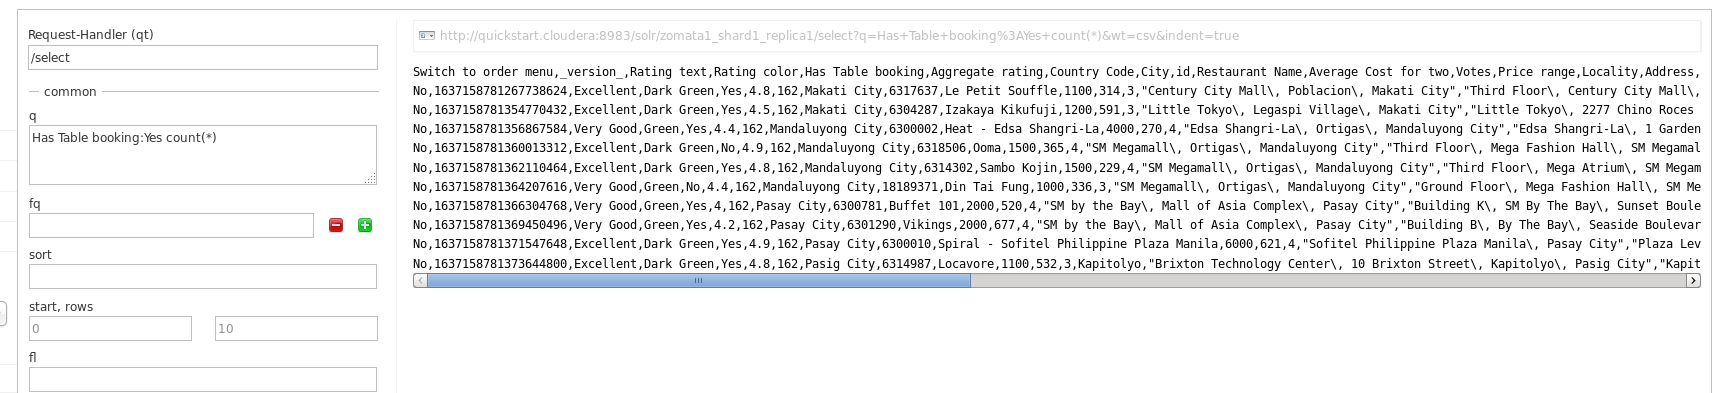 Request-Handler (qt)
/select
common
q
Has Table booking:Yes count(*)
fq
sort
start, rows
0
10
fl
http://quickstart.cloudera:8983/solr/zomata1_shard1_replica1/select?q=Has+Table+booking%3AYes+count(*)&wt=csv&indent=true
Switch to order menu,_version_,Rating text,Rating color,Has Table booking,Aggregate rating,Country Code,City,id,Restaurant Name,Average Cost for two,Votes,Price range,Locality,Address,
No,1637158781267738624,Excellent,Dark Green,Yes,4.8,162,Makati City,6317637,Le Petit Souffle,1100,314,3,"Century City Mall\, Poblacion\, Makati City","Third Floor\, Century City Mall\,
No,1637158781354770432,Excellent,Dark Green,Yes,4.5,162,Makati City,6304287,Izakaya Kikufuji,1200,591,3,"Little Tokyo\, Legaspi Village\, Makati City","Little Tokyo\, 2277 Chino Roces
No,1637158781356867584,Very Good,Green,Yes,4.4,162,Mandaluyong City,6300002,Heat - Edsa Shangri-La,4000,270,4,"Edsa Shangri-La\, Ortigas\, Mandaluyong City","Edsa Shangri-La\, 1 Garden
No,1637158781360013312,Excellent,Dark Green,No,4.9,162,Mandaluyong City,6318506,Ooma,1500,365,4,"SM Megamall\, Ortigas\, Mandaluyong City","Third Floor\, Mega Fashion Hall\, SM Megamal
No,1637158781362110464,Excellent,Dark Green,Yes,4.8,162,Mandaluyong City,6314302,Sambo Kojin,1500,229,4,"SM Megamall\, Ortigas\, Mandaluyong City","Third Floor\, Mega Atrium\, SM Megam
No,1637158781364207616,Very Good,Green,No,4.4,162,Mandaluyong City,18189371,Din Tai Fung,1000,336,3,"SM Megamall\, Ortigas\, Mandaluyong City","Ground Floor\, Mega Fashion Hall\, SM Me
No,1637158781366304768,Very Good,Green,Yes,4,162,Pasay City,6300781,Buffet 101,2000,520,4,"SM by the Bay\, Mall of Asia Complex\, Pasay City","Building K\, SM By The Bay\, Sunset Boule
No,1637158781369450496,Very Good,Green,Yes,4.2,162,Pasay City,6301290,Vikings,2000,677,4,"SM by the Bay\, Mall of Asia Complex\, Pasay City","Building B\, By The Bay\, Seaside Boulevar
No,1637158781371547648,Excellent,Dark Green,Yes,4.9,162,Pasay City,6300010,Spiral - Sofitel Philippine Plaza Manila,6000,621,4,"Sofitel Philippine Plaza Manila\, Pasay City","Plaza Lev
No,1637158781373644800,Excellent,Dark Green,Yes,4.8,162,Pasig City,6314987,Locavore,1100,532,3,Kapitolyo,"Brixton Technology Center\, 10 Brixton Street\, Kapitolyo\, Pasig City","Kapit